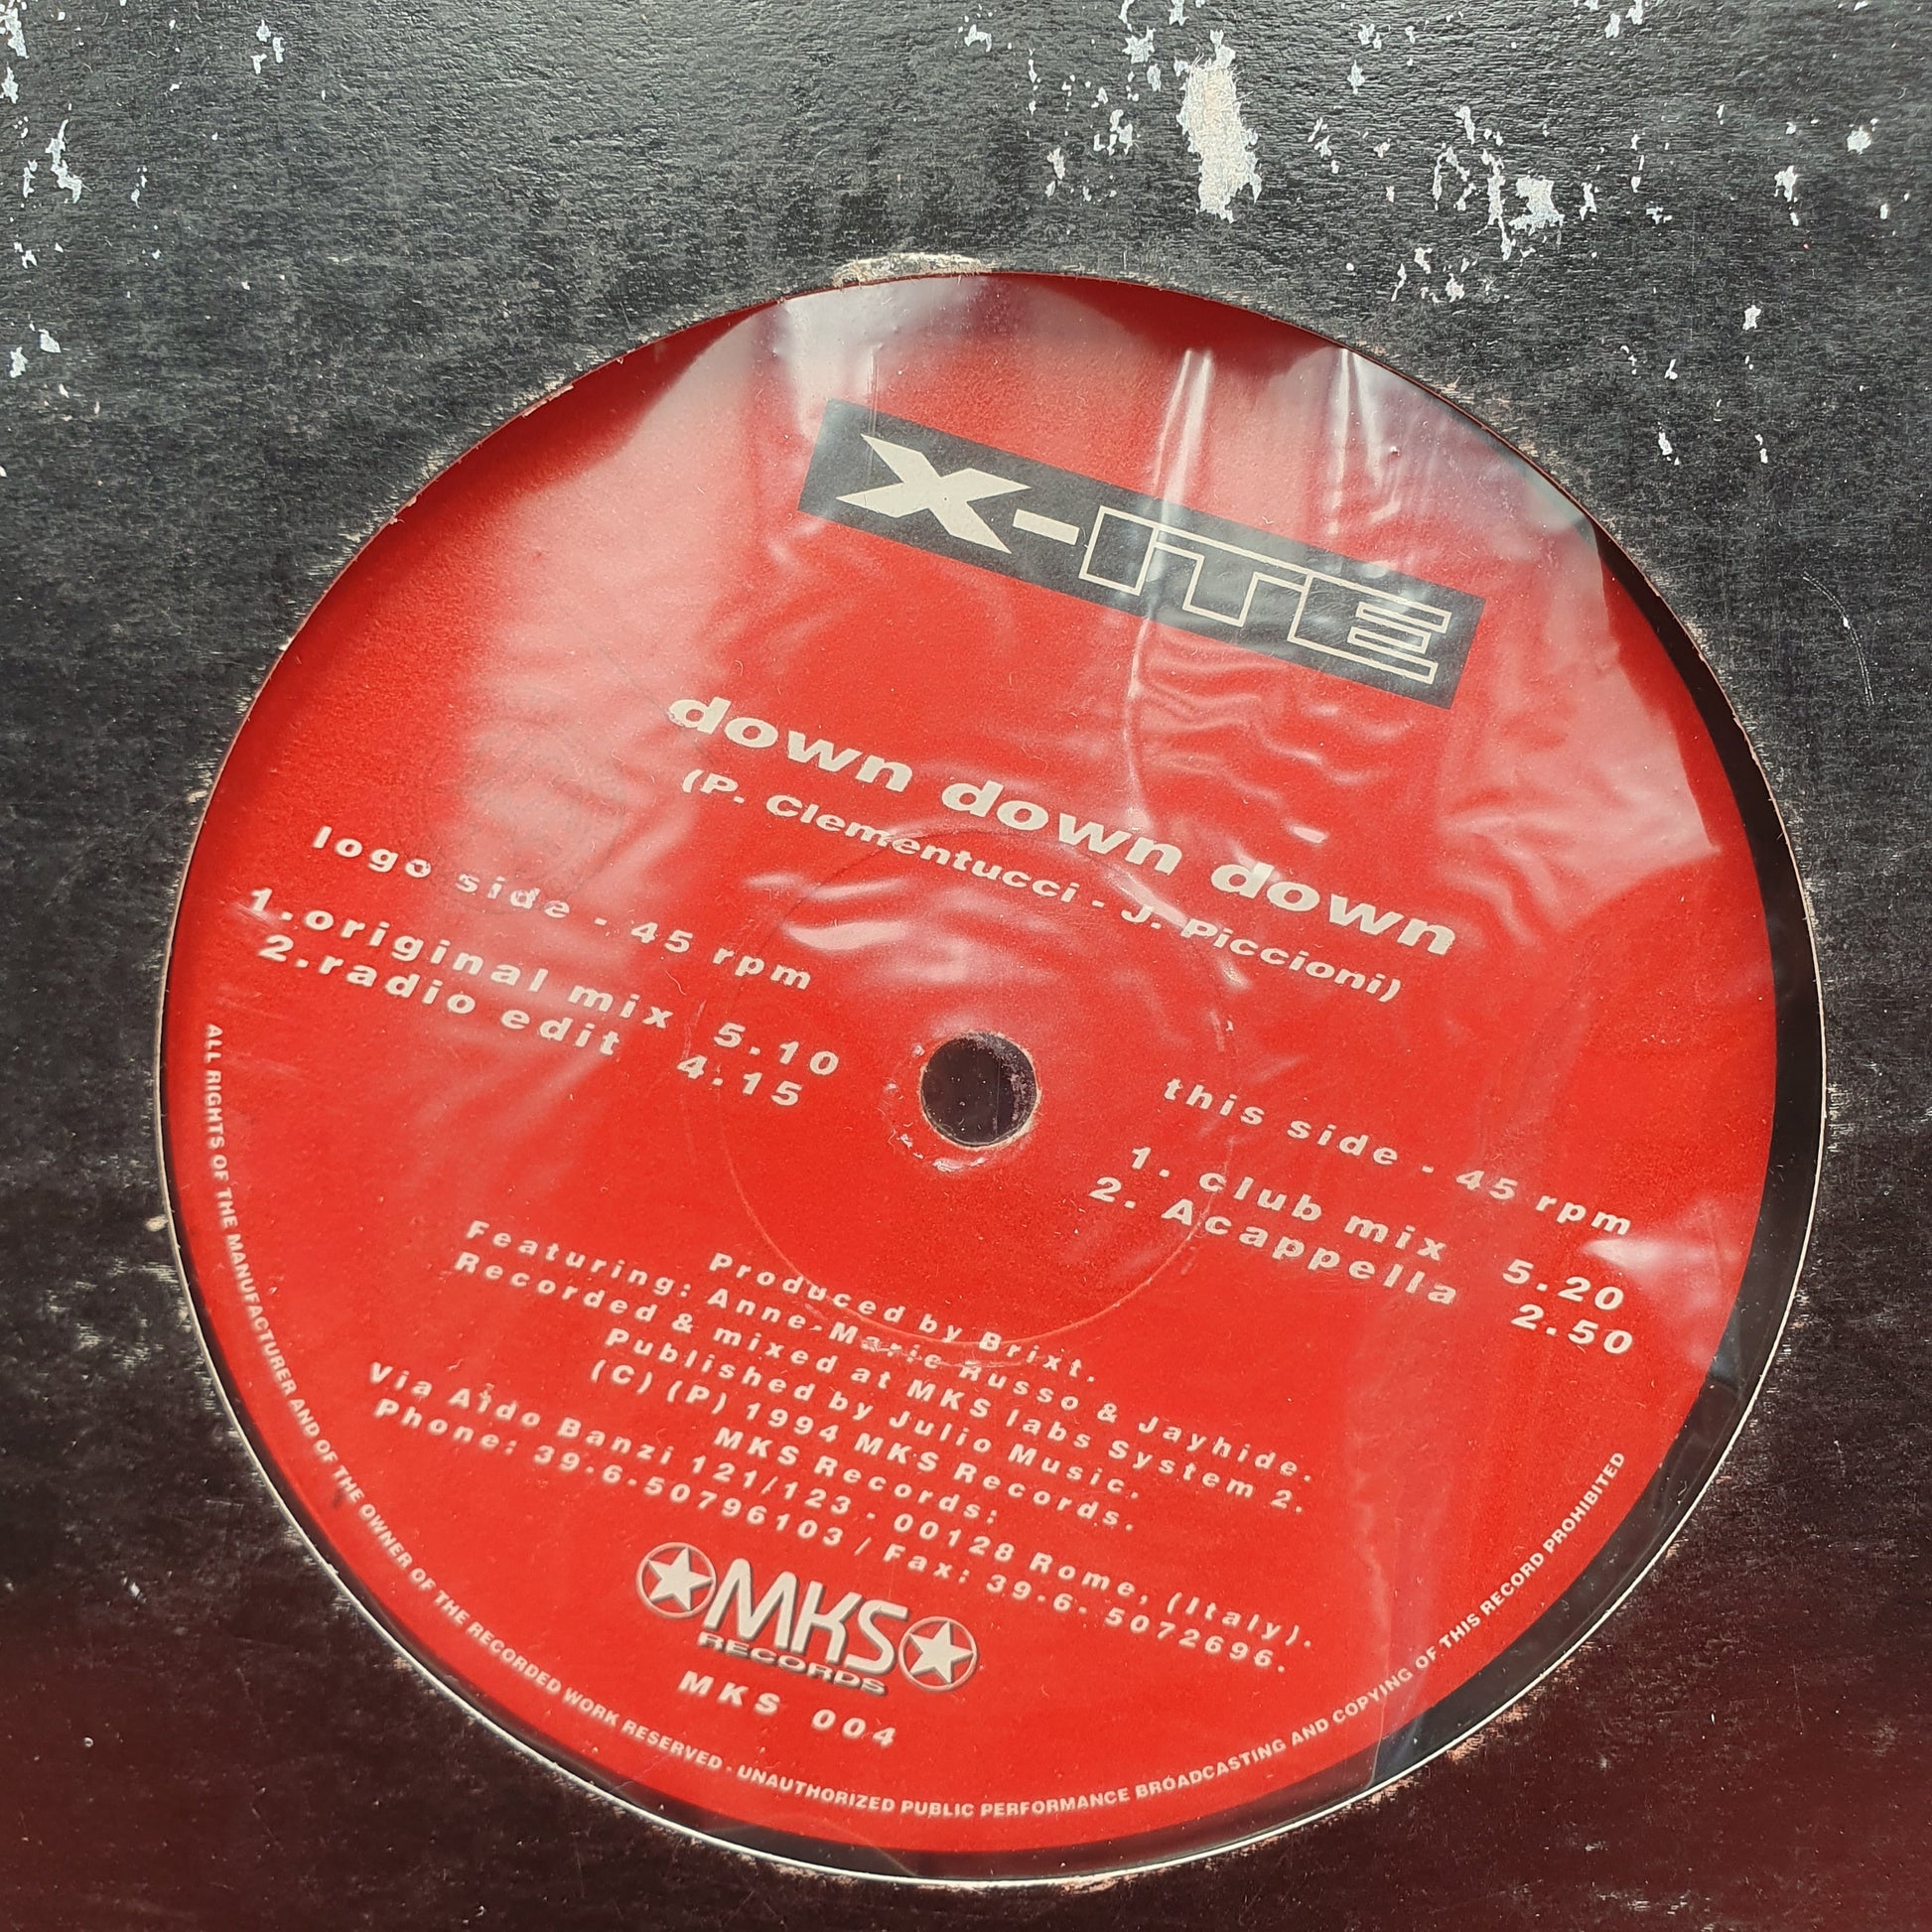 X-ITE
down down down
(P. Clementucci - J. Piccioni)
logo side - 45 rpm
1.original mix 5.10
2.radio edit 4.15
this side - 45 rpm
1. club mix 5.20
2. Acappella 2.50
Produced by Brixt.
Featuring: Anne-Marie Russo & Jayhide.
Recorded & mixed at MKS labs System 2.
Published by Julio Music.
(C) (P) 1994 MKS Records.
MKS Records:
Via Aldo Banzi 121/123 - 00128 Rome, (Italy).
Phone: 39.6.50796103 / Fax: 39.6. 5072696.
MKS
RECORDS
MKS 004
ALL RIGHTS OF THE MANUFACTURER AND OF THE OWNER OF THE RECORDED WORK RESERVED - UNAUTHORIZED PUBLIC PERFORMANCE BROADCASTING AND COPYING OF THIS RECORD PROHIBITED